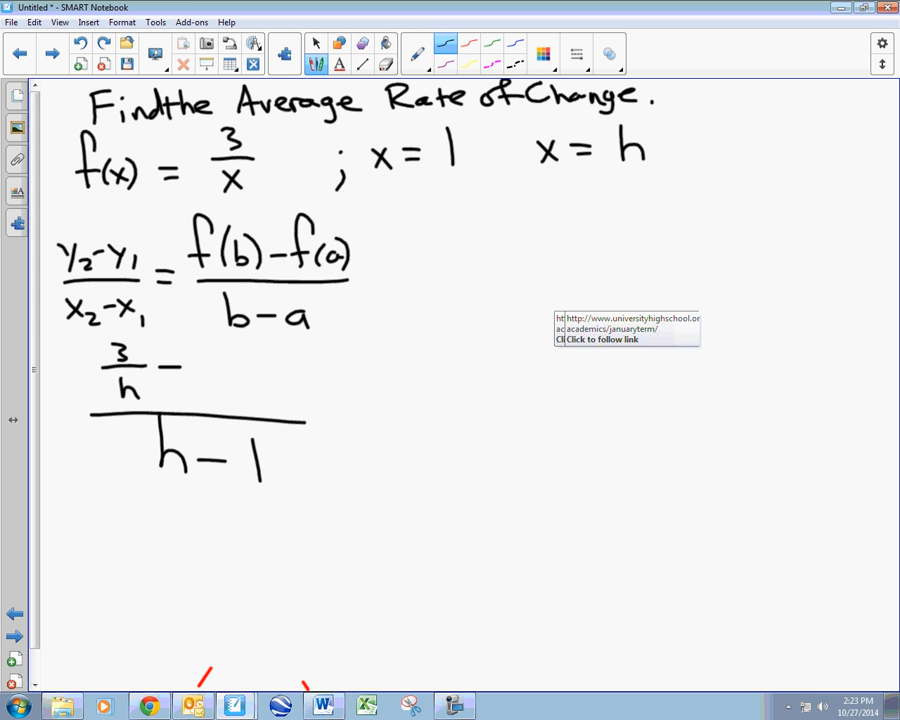 Untitled * - SMART Notebook
File Edit View Insert Format Tools Add-ons Help
Find the Average Rate of Change.
f(x) = 3/x ; x = 1 x = h
y₂-y₁/x₂-x₁ = f(b)-f(a)/b-a
3/h -
h - 1
http://www.universityhighschool.or
academics/januaryterm/
Click to follow link
2:23 PM
10/27/2014